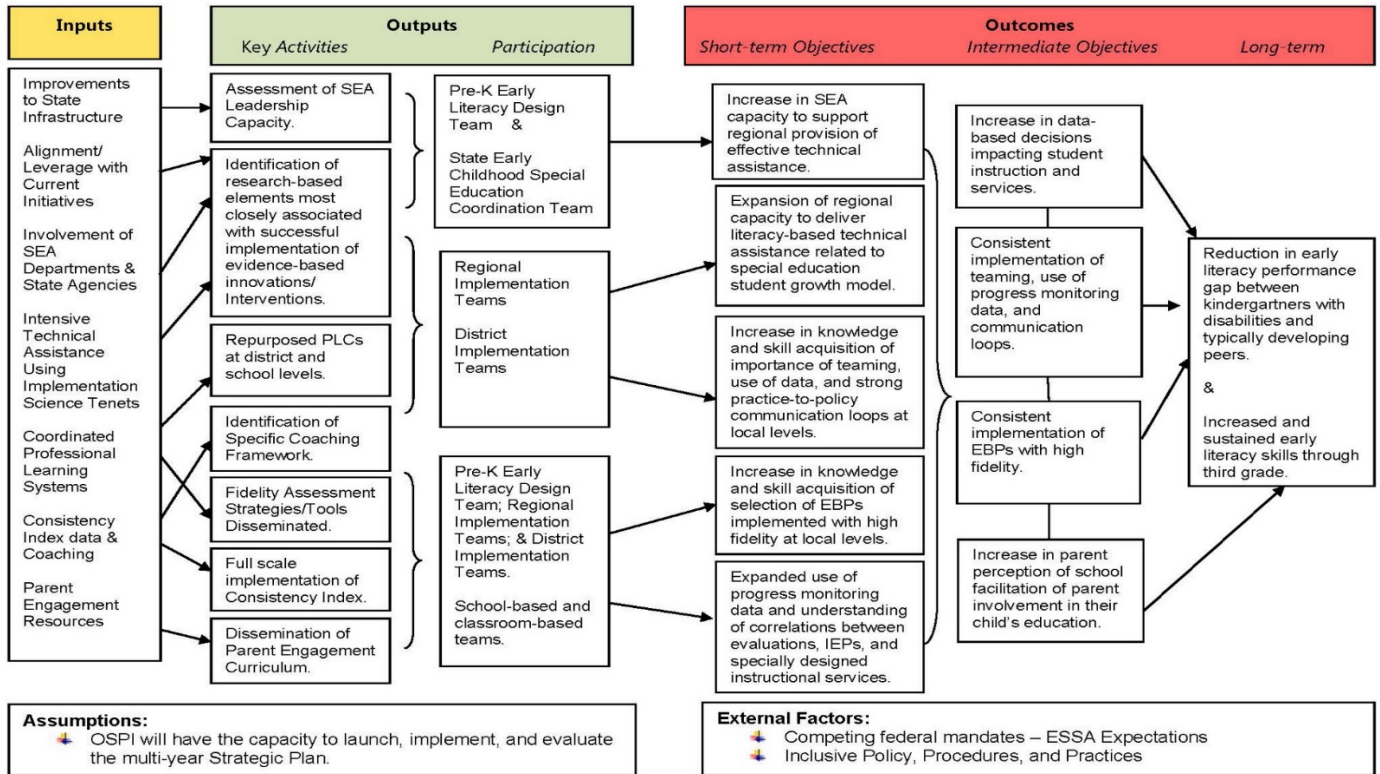 Inputs
Outputs
Key Activities
Participation
Outcomes
Short-term Objectives
Intermediate Objectives
Long-term
Improvements
to State
Infrastructure
Alignment/
Leverage with
Current
Initiatives
Involvement of
SEA
Departments &
State Agencies
Intensive
Technical
Assistance
Using
Implementation
Science Tenets
Coordinated
Professional
Learning
Systems
Consistency
Index data &
Coaching
Parent
Engagement
Resources
Assessment of SEA
Leadership
Capacity.
Identification of
research-based
elements most
closely associated
with successful
implementation of
evidence-based
innovations/
Interventions.
Repurposed PLCs
at district and
school levels.
Identification of
Specific Coaching
Framework.
Fidelity Assessment
Strategies/Tools
Disseminated.
Full scale
implementation of
Consistency Index.
Dissemination of
Parent Engagement
Curriculum.
Pre-K Early
Literacy Design
Team &
State Early
Childhood Special
Education
Coordination Team
Regional
Implementation
Teams
District
Implementation
Teams
Pre-K Early
Literacy Design
Team; Regional
Implementation
Teams; & District
Implementation
Teams.
School-based and
classroom-based
teams.
Increase in SEA
capacity to support
regional provision of
effective technical
assistance.
Expansion of regional
capacity to deliver
literacy-based technical
assistance related to
special education
student growth model.
Increase in knowledge
and skill acquisition of
importance of teaming,
use of data, and strong
practice-to-policy
communication loops at
local levels.
Increase in knowledge
and skill acquisition of
selection of EBPs
implemented with high
fidelity at local levels.
Expanded use of
progress monitoring
data and understanding
of correlations between
evaluations, IEPs, and
specially designed
instructional services.
Increase in data-
based decisions
impacting student
instruction and
services.
Consistent
implementation of
teaming, use of
progress monitoring
data, and
communication
loops.
Consistent
implementation of
EBPs with high
fidelity.
Increase in parent
perception of school
facilitation of parent
involvement in their
child's education.
Reduction in early
literacy performance
gap between
kindergartners with
disabilities and
typically developing
peers.
&
Increased and
sustained early
literacy skills through
third grade.
Assumptions:
OSPI will have the capacity to launch, implement, and evaluate
the multi-year Strategic Plan.
External Factors:
Competing federal mandates – ESSA Expectations
Inclusive Policy, Procedures, and Practices